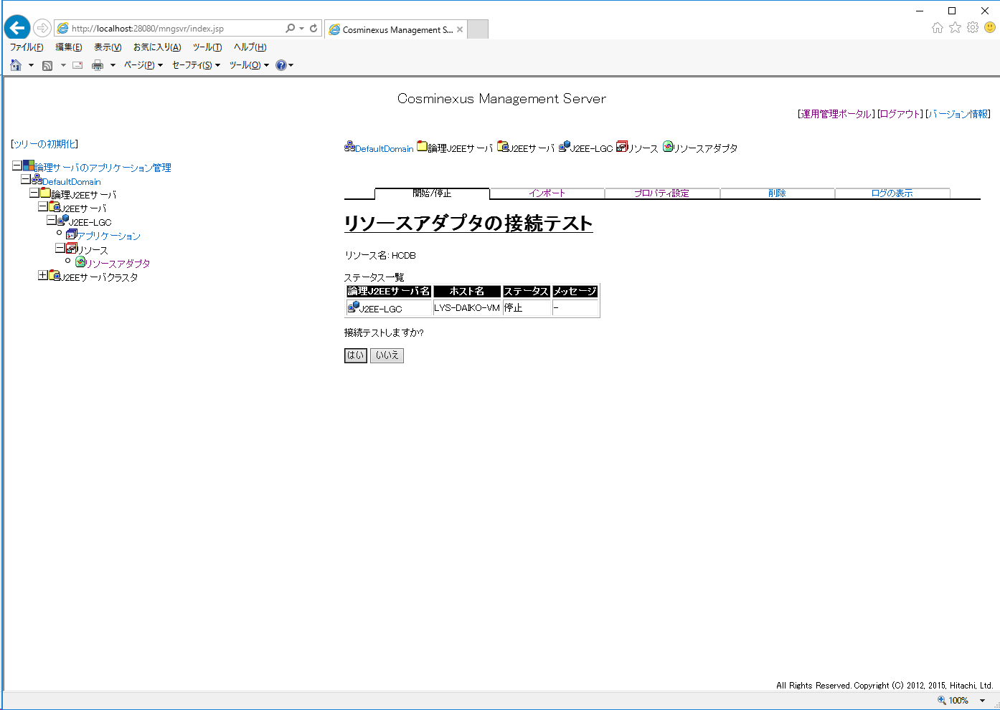 http://localhost:28080/mngsvr/index.jsp
Cosminexus Management S...
ファイル(F) 編集(E) 表示(V) お気に入り(A) ツール(T) ヘルプ(H)
ページ(P) セーフティ(S) ツール(O)
Cosminexus Management Server
[運用管理ポータル] [ログアウト] [バージョン情報]
[ツリーの初期化]
論理サーバのアプリケーション管理
DefaultDomain
論理J2EEサーバ
J2EEサーバ
J2EE-LGC
アプリケーション
リソース
リソースアダプタ
J2EEサーバクラスタ
DefaultDomain 論理J2EEサーバ J2EEサーバ J2EE-LGC リソース リソースアダプタ
開始/停止 インポート プロパティ設定 削除 ログの表示
リソースアダプタの接続テスト
リソース名: HCDB
ステータス一覧
論理J2EEサーバ名 ホスト名 ステータス メッセージ
J2EE-LGC LYS-DAIKO-VM 停止 -
接続テストしますか?
はい いいえ
All Rights Reserved. Copyright (C) 2012, 2015, Hitachi, Ltd.
100%